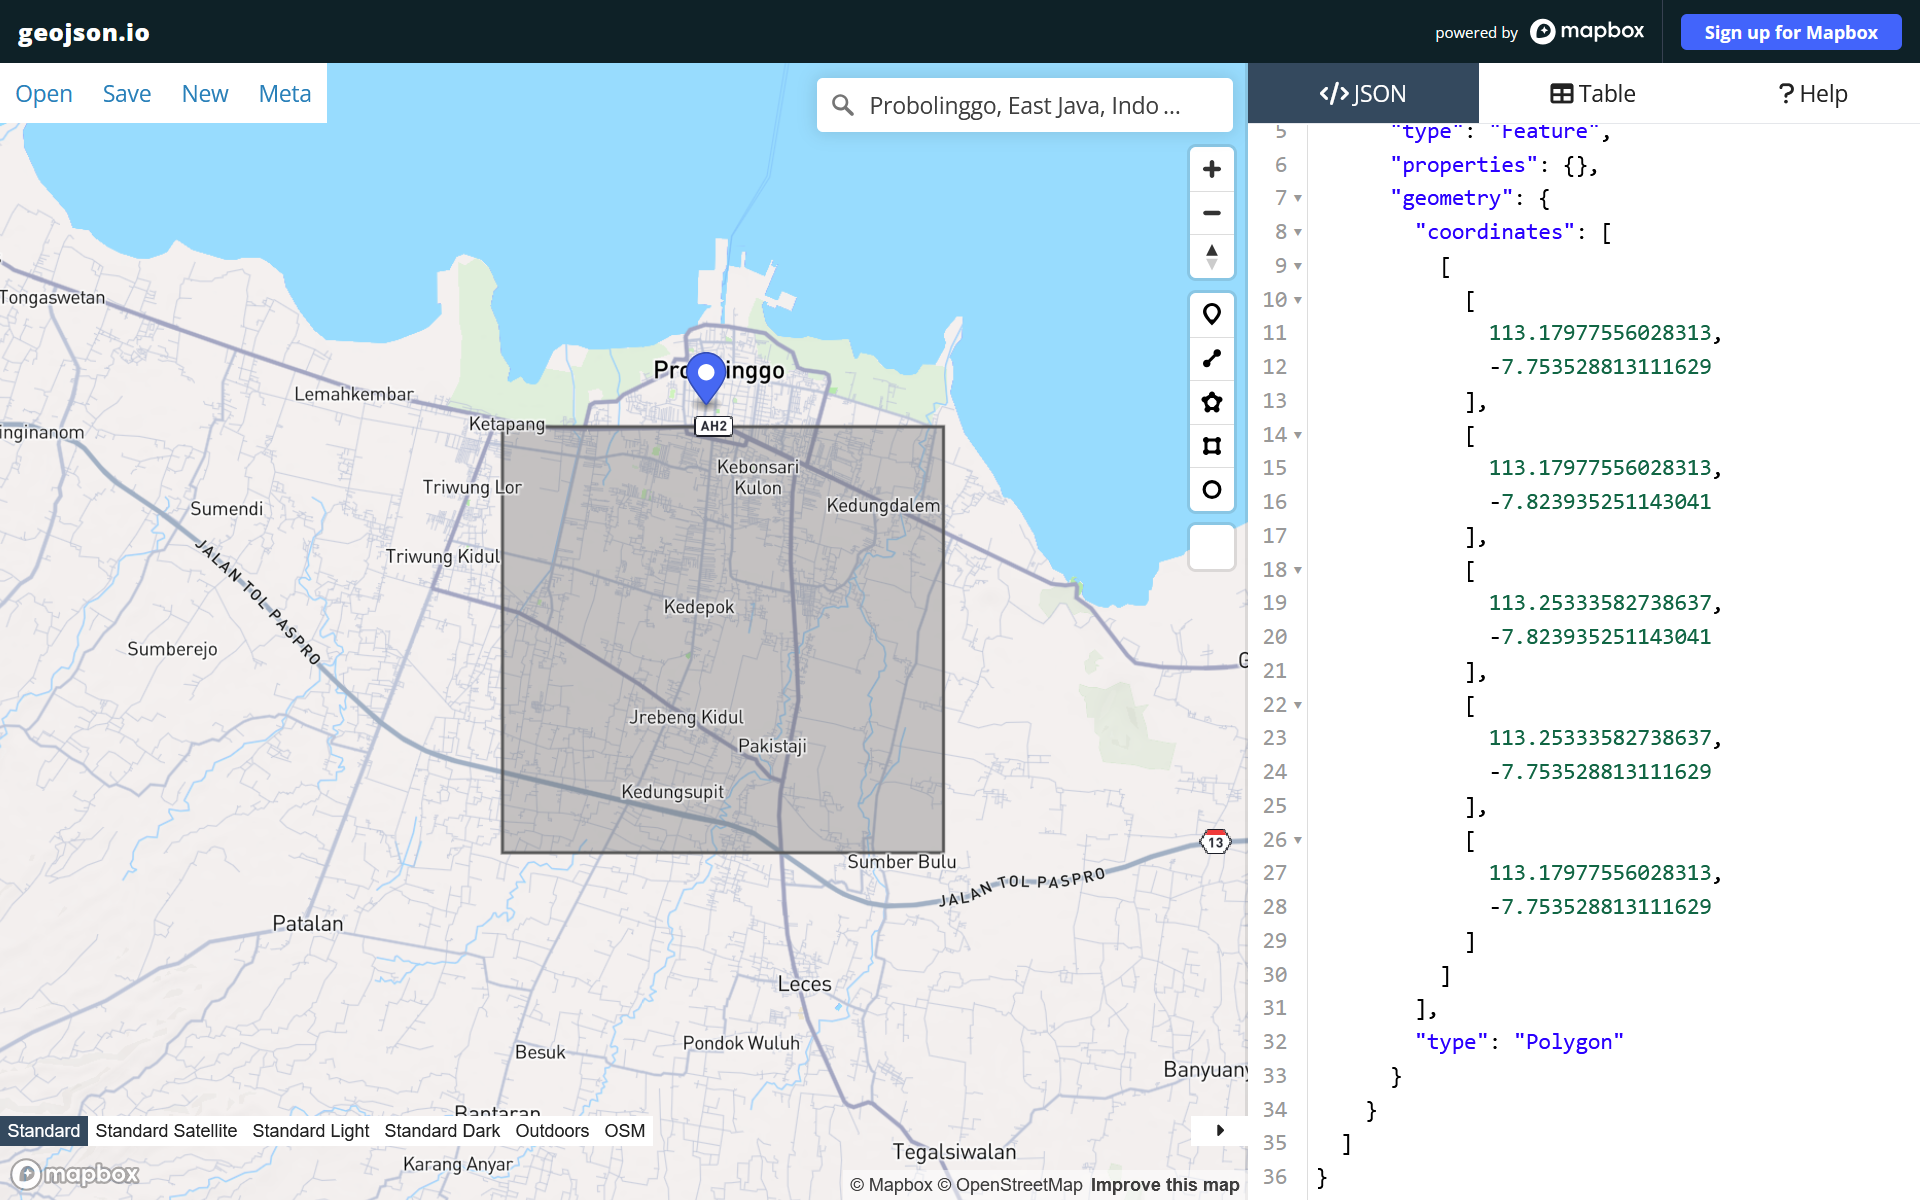 geojson.io
powered by mapbox
Sign up for Mapbox
Open Save New Meta
Probolinggo, East Java, Indo ...
JSON
Table
? Help
Tongaswetan
Lemahkembar
Ketapang
AH2
Kebonsari
Kulon
Triwung Lor
Kedungdalem
Sumendi
Triwung Kidul
JALAN TOL PASPRO
Kedepok
Sumberejo
Jrebeng Kidul
Pakistaji
Kedungsupit
Sumber Bulu
13
JALAN TOL PASPRO
Patalan
Leces
Pondok Wuluh
Besuk
Bantaran
Tegalsiwalan
Karang Anyar
Standard Standard Satellite Standard Light Standard Dark Outdoors OSM
mapbox
© Mapbox © OpenStreetMap Improve this map
5 "type": "Feature",
6 "properties": {},
7 "geometry": {
8 "coordinates": [
9 [
10 [
11 113.17977556028313,
12 -7.753528813111629
13 ],
14 [
15 113.17977556028313,
16 -7.823935251143041
17 ],
18 [
19 113.25333582738637,
20 -7.823935251143041
21 ],
22 [
23 113.25333582738637,
24 -7.753528813111629
25 ],
26 [
27 113.17977556028313,
28 -7.753528813111629
29 ]
30 ]
31 ],
32 "type": "Polygon"
33 }
34 }
35 ]
36 }